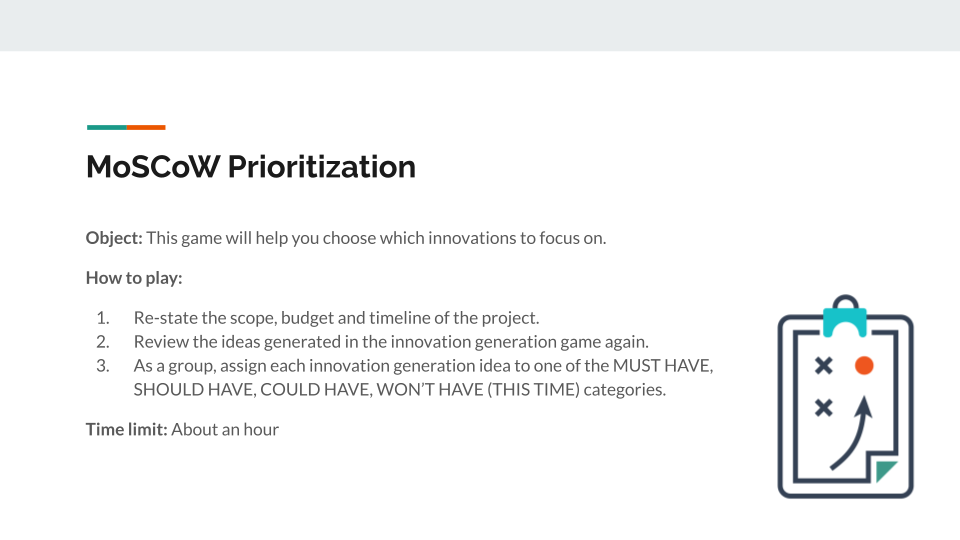 MoSCoW Prioritization
Object: This game will help you choose which innovations to focus on.
How to play:
1. Re-state the scope, budget and timeline of the project.
2. Review the ideas generated in the innovation generation game again.
3. As a group, assign each innovation generation idea to one of the MUST HAVE,
SHOULD HAVE, COULD HAVE, WON’T HAVE (THIS TIME) categories.
Time limit: About an hour